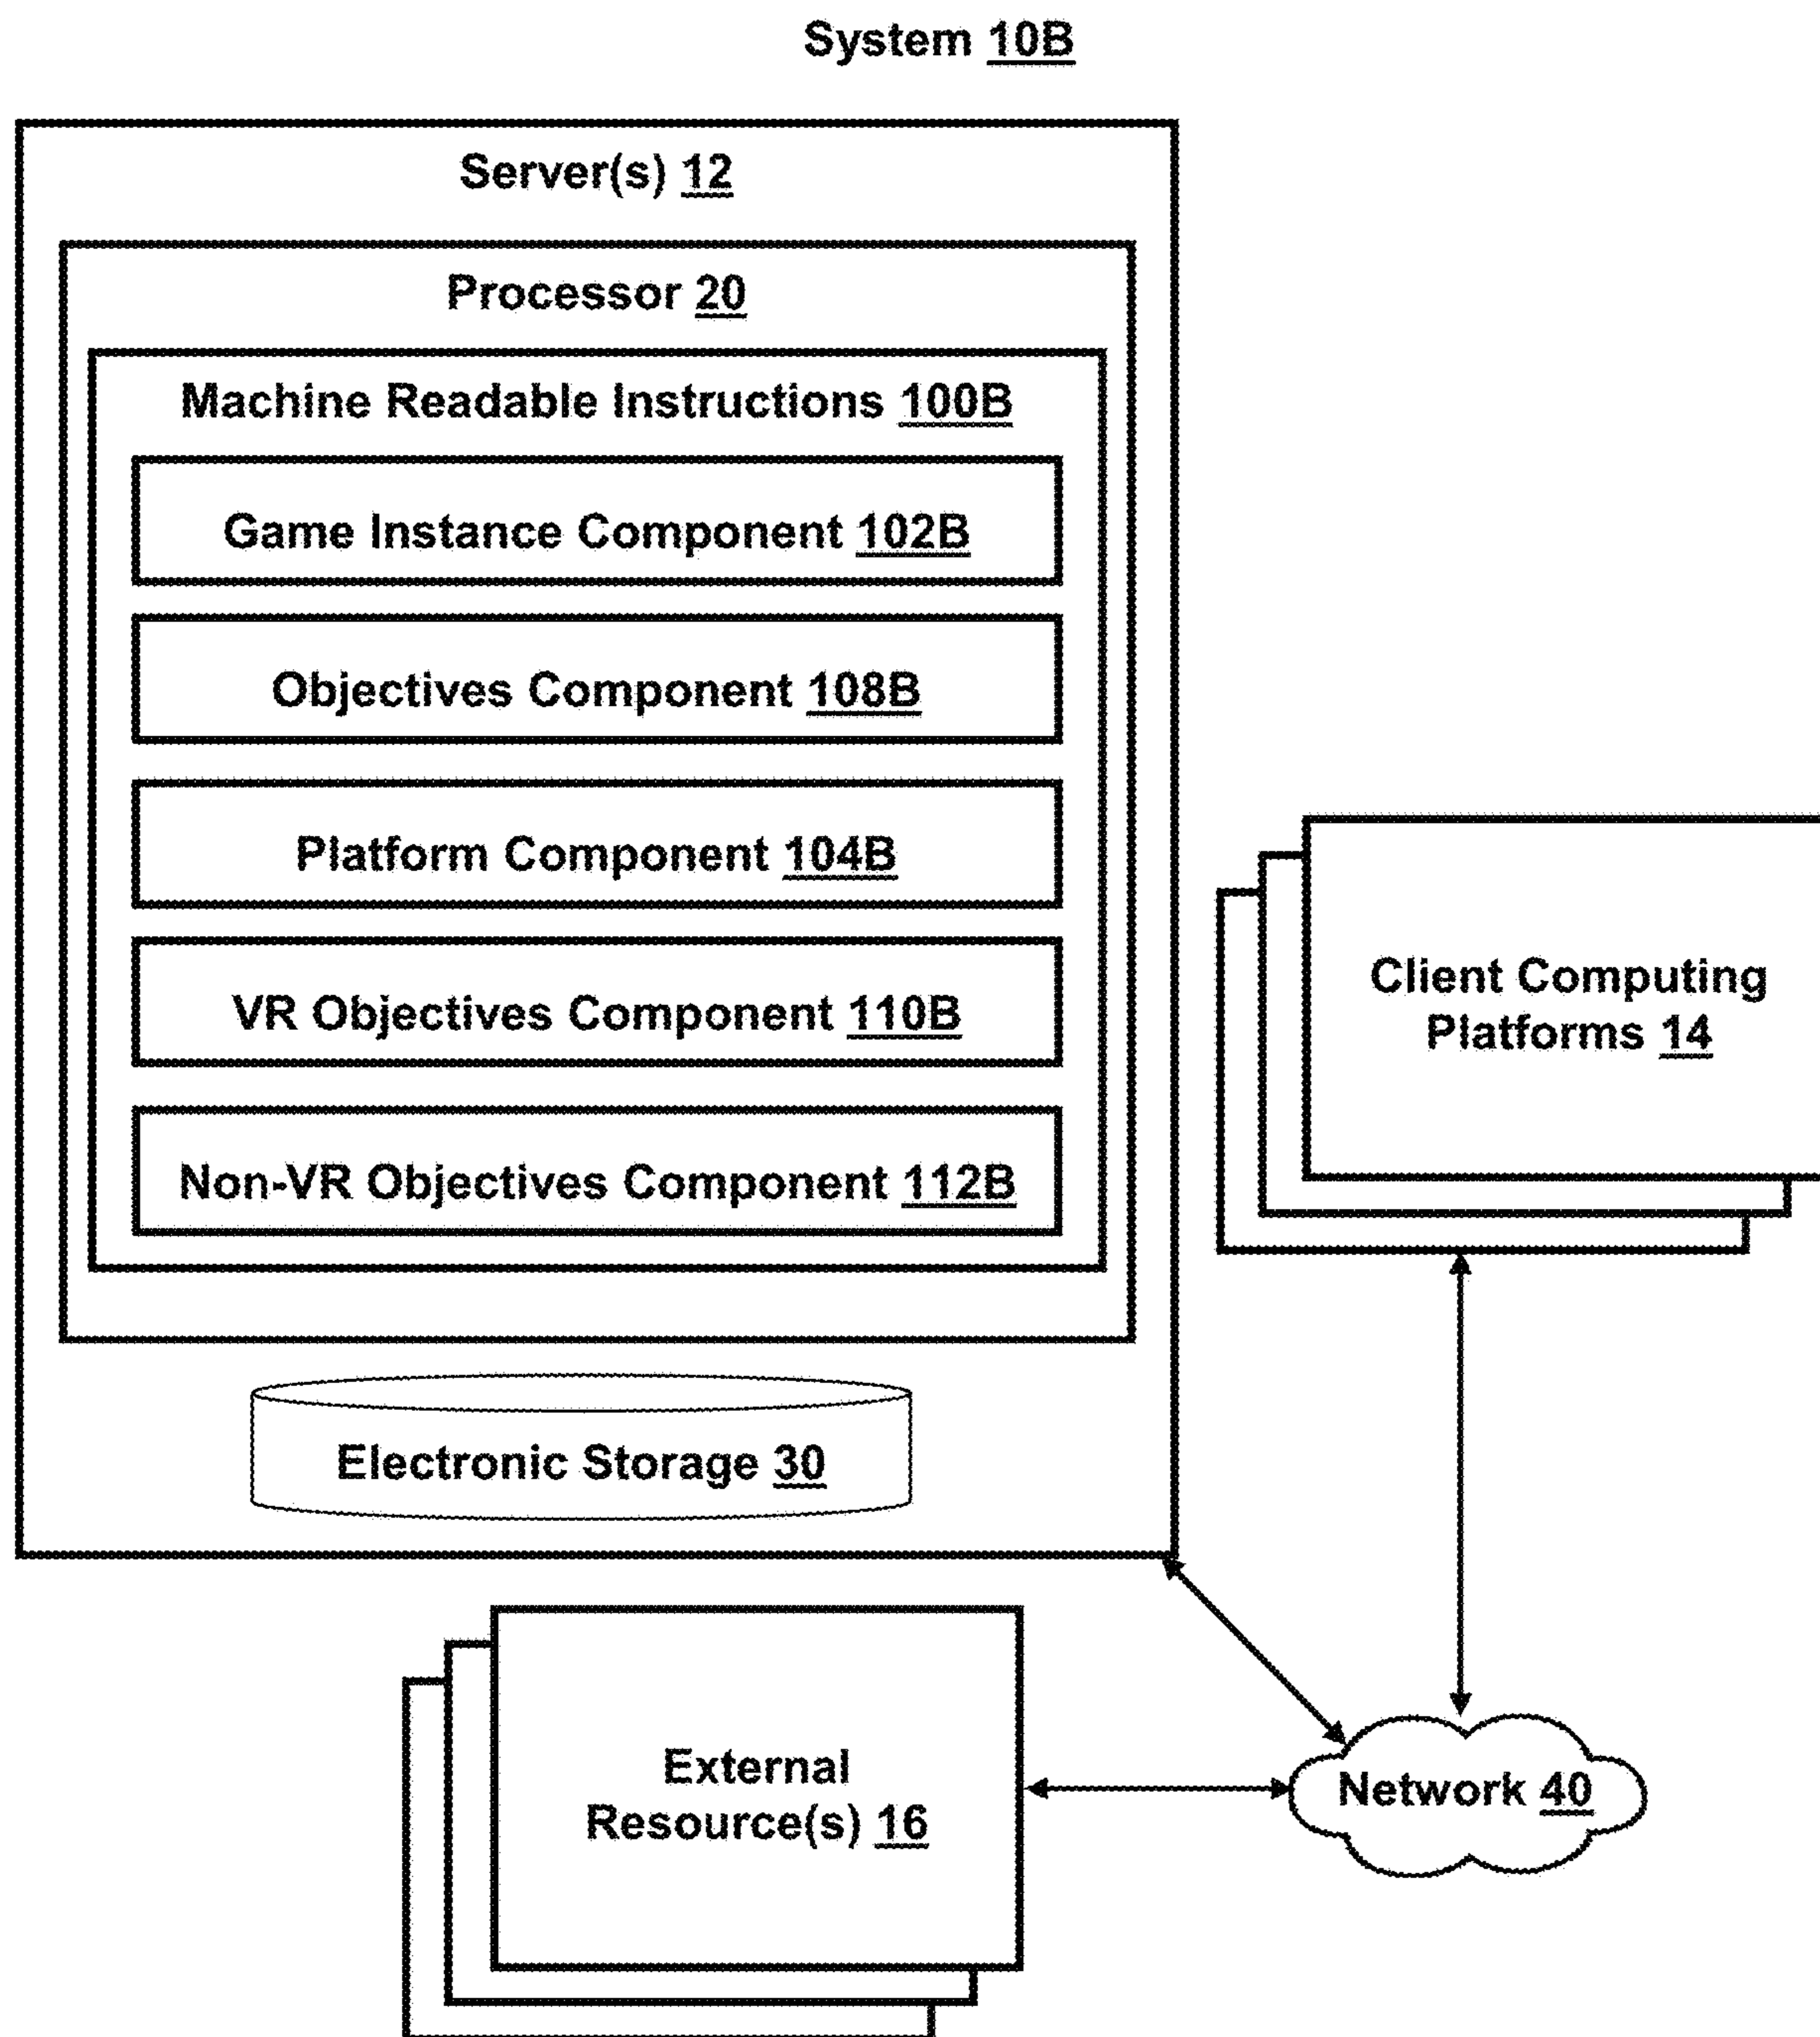 System 10B
Server(s) 12
Processor 20
Machine Readable Instructions 100B
Game Instance Component 102B
Objectives Component 108B
Platform Component 104B
VR Objectives Component 110B
Non-VR Objectives Component 112B
Electronic Storage 30
Client Computing
Platforms 14
External
Resource(s) 16
Network 40